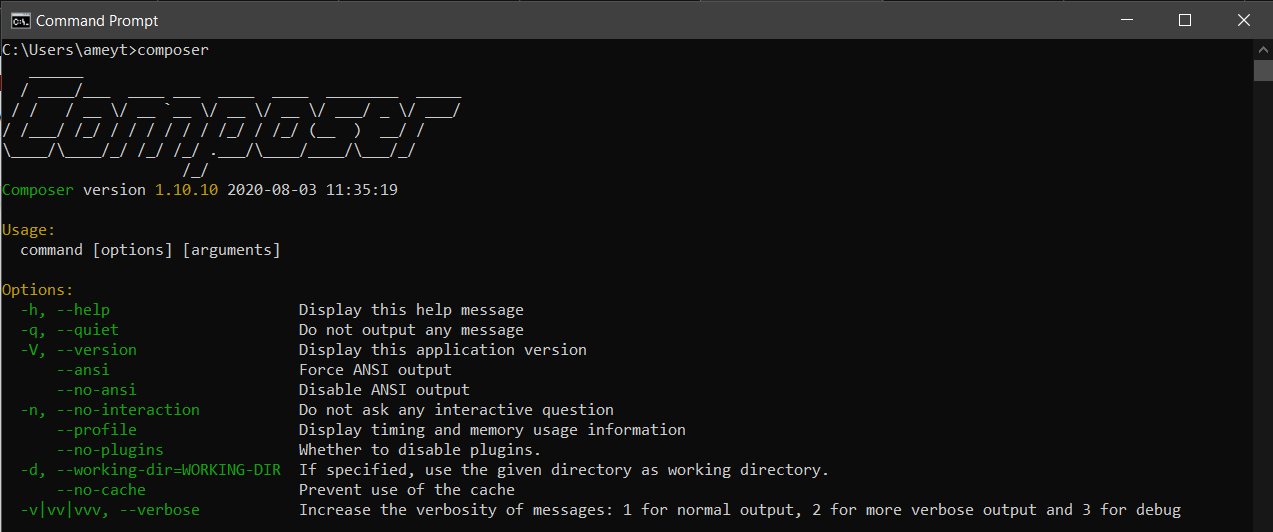 Command Prompt
C:\Users\ameyt>composer
   ______
  / ____/___  ____ ___  ____  ____  ________  _____
 / /   / __ \/ __ `__ \/ __ \/ __ \/ ___/ _ \/ ___/
/ /___/ /_/ / / / / / / /_/ / /_/ (__  )  __/ /
\____/\____/_/ /_/ /_/ .___/\____/____/\___/_/
                    /_/
Composer version 1.10.10 2020-08-03 11:35:19
Usage:
  command [options] [arguments]
Options:
  -h, --help                     Display this help message
  -q, --quiet                    Do not output any message
  -V, --version                  Display this application version
      --ansi                     Force ANSI output
      --no-ansi                  Disable ANSI output
  -n, --no-interaction           Do not ask any interactive question
      --profile                  Display timing and memory usage information
      --no-plugins               Whether to disable plugins.
  -d, --working-dir=WORKING-DIR  If specified, use the given directory as working directory.
      --no-cache                 Prevent use of the cache
  -v|vv|vvv, --verbose           Increase the verbosity of messages: 1 for normal output, 2 for more verbose output and 3 for debug